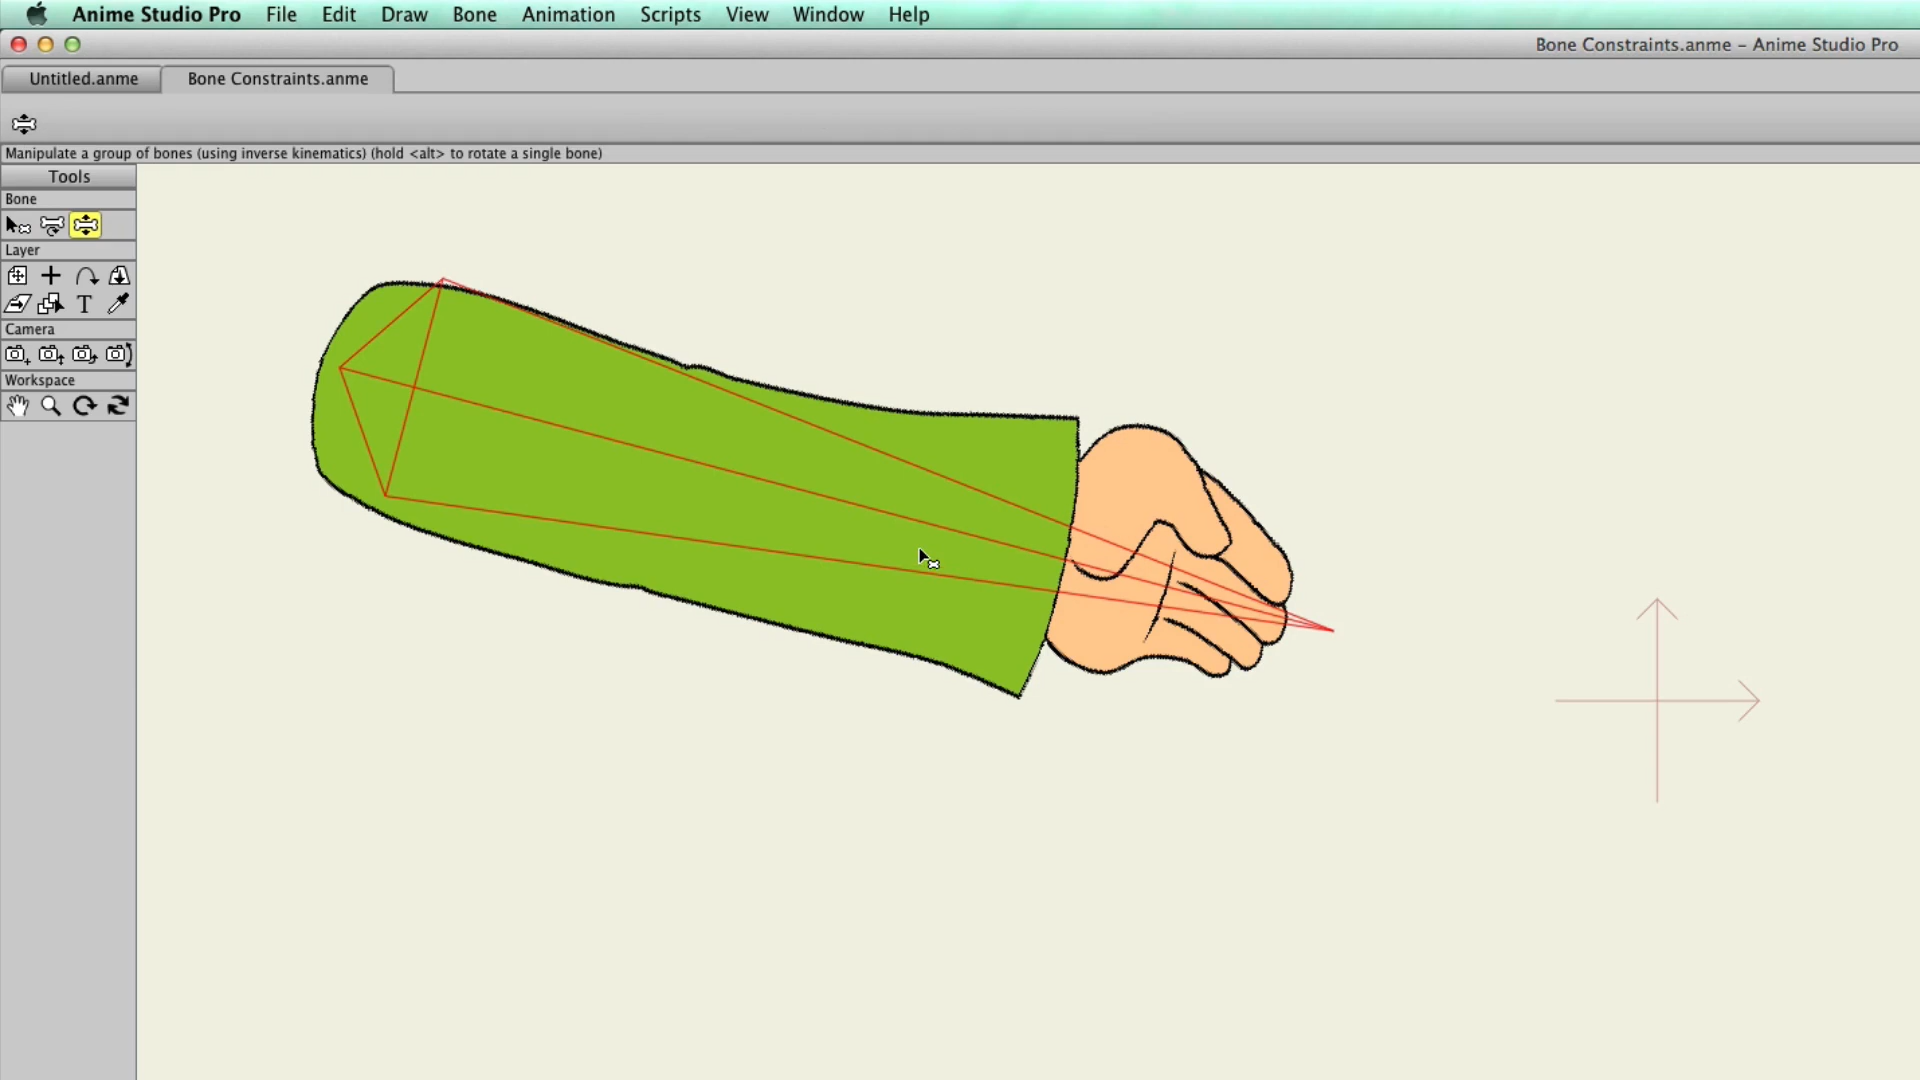 Anime Studio Pro File Edit Draw Bone Animation Scripts View Window Help
Bone Constraints.anme - Anime Studio Pro
Untitled.anme Bone Constraints.anme
Manipulate a group of bones (using inverse kinematics) (hold <alt> to rotate a single bone)
Tools
Bone
Layer
T
Camera
Workspace